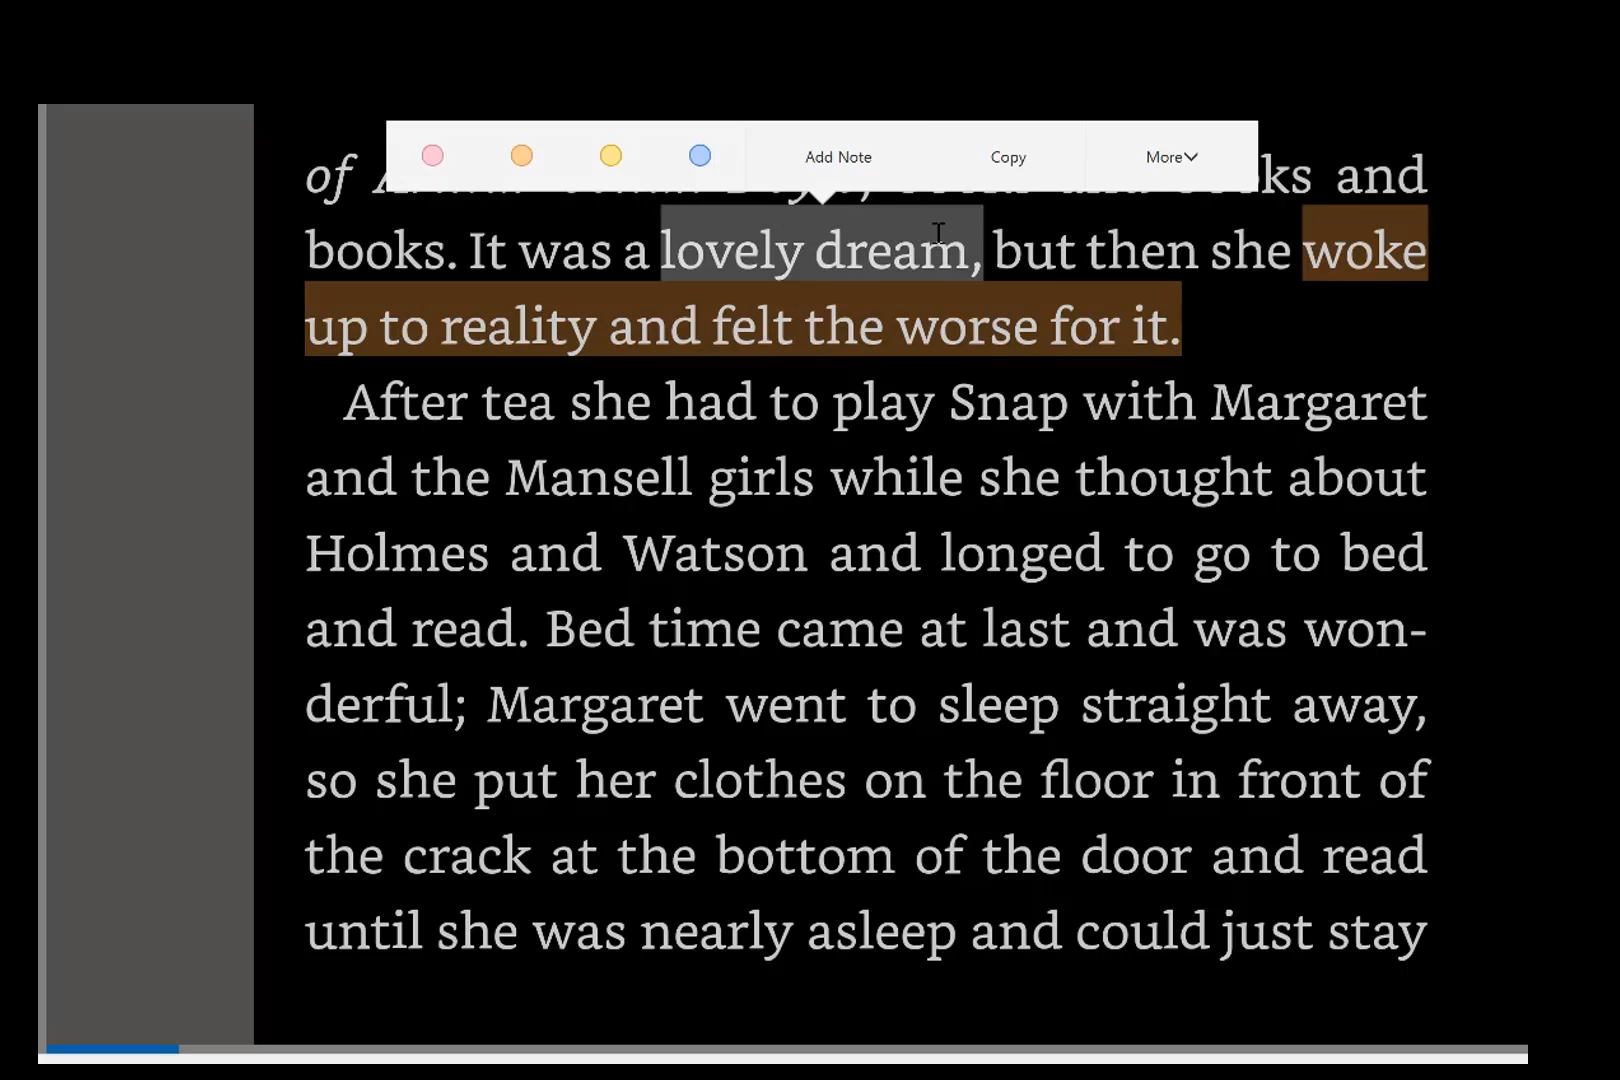 Add Note Copy More
of and
books. It was a lovely dream, but then she woke
up to reality and felt the worse for it.
After tea she had to play Snap with Margaret
and the Mansell girls while she thought about
Holmes and Watson and longed to go to bed
and read. Bed time came at last and was won-
derful; Margaret went to sleep straight away,
so she put her clothes on the floor in front of
the crack at the bottom of the door and read
until she was nearly asleep and could just stay